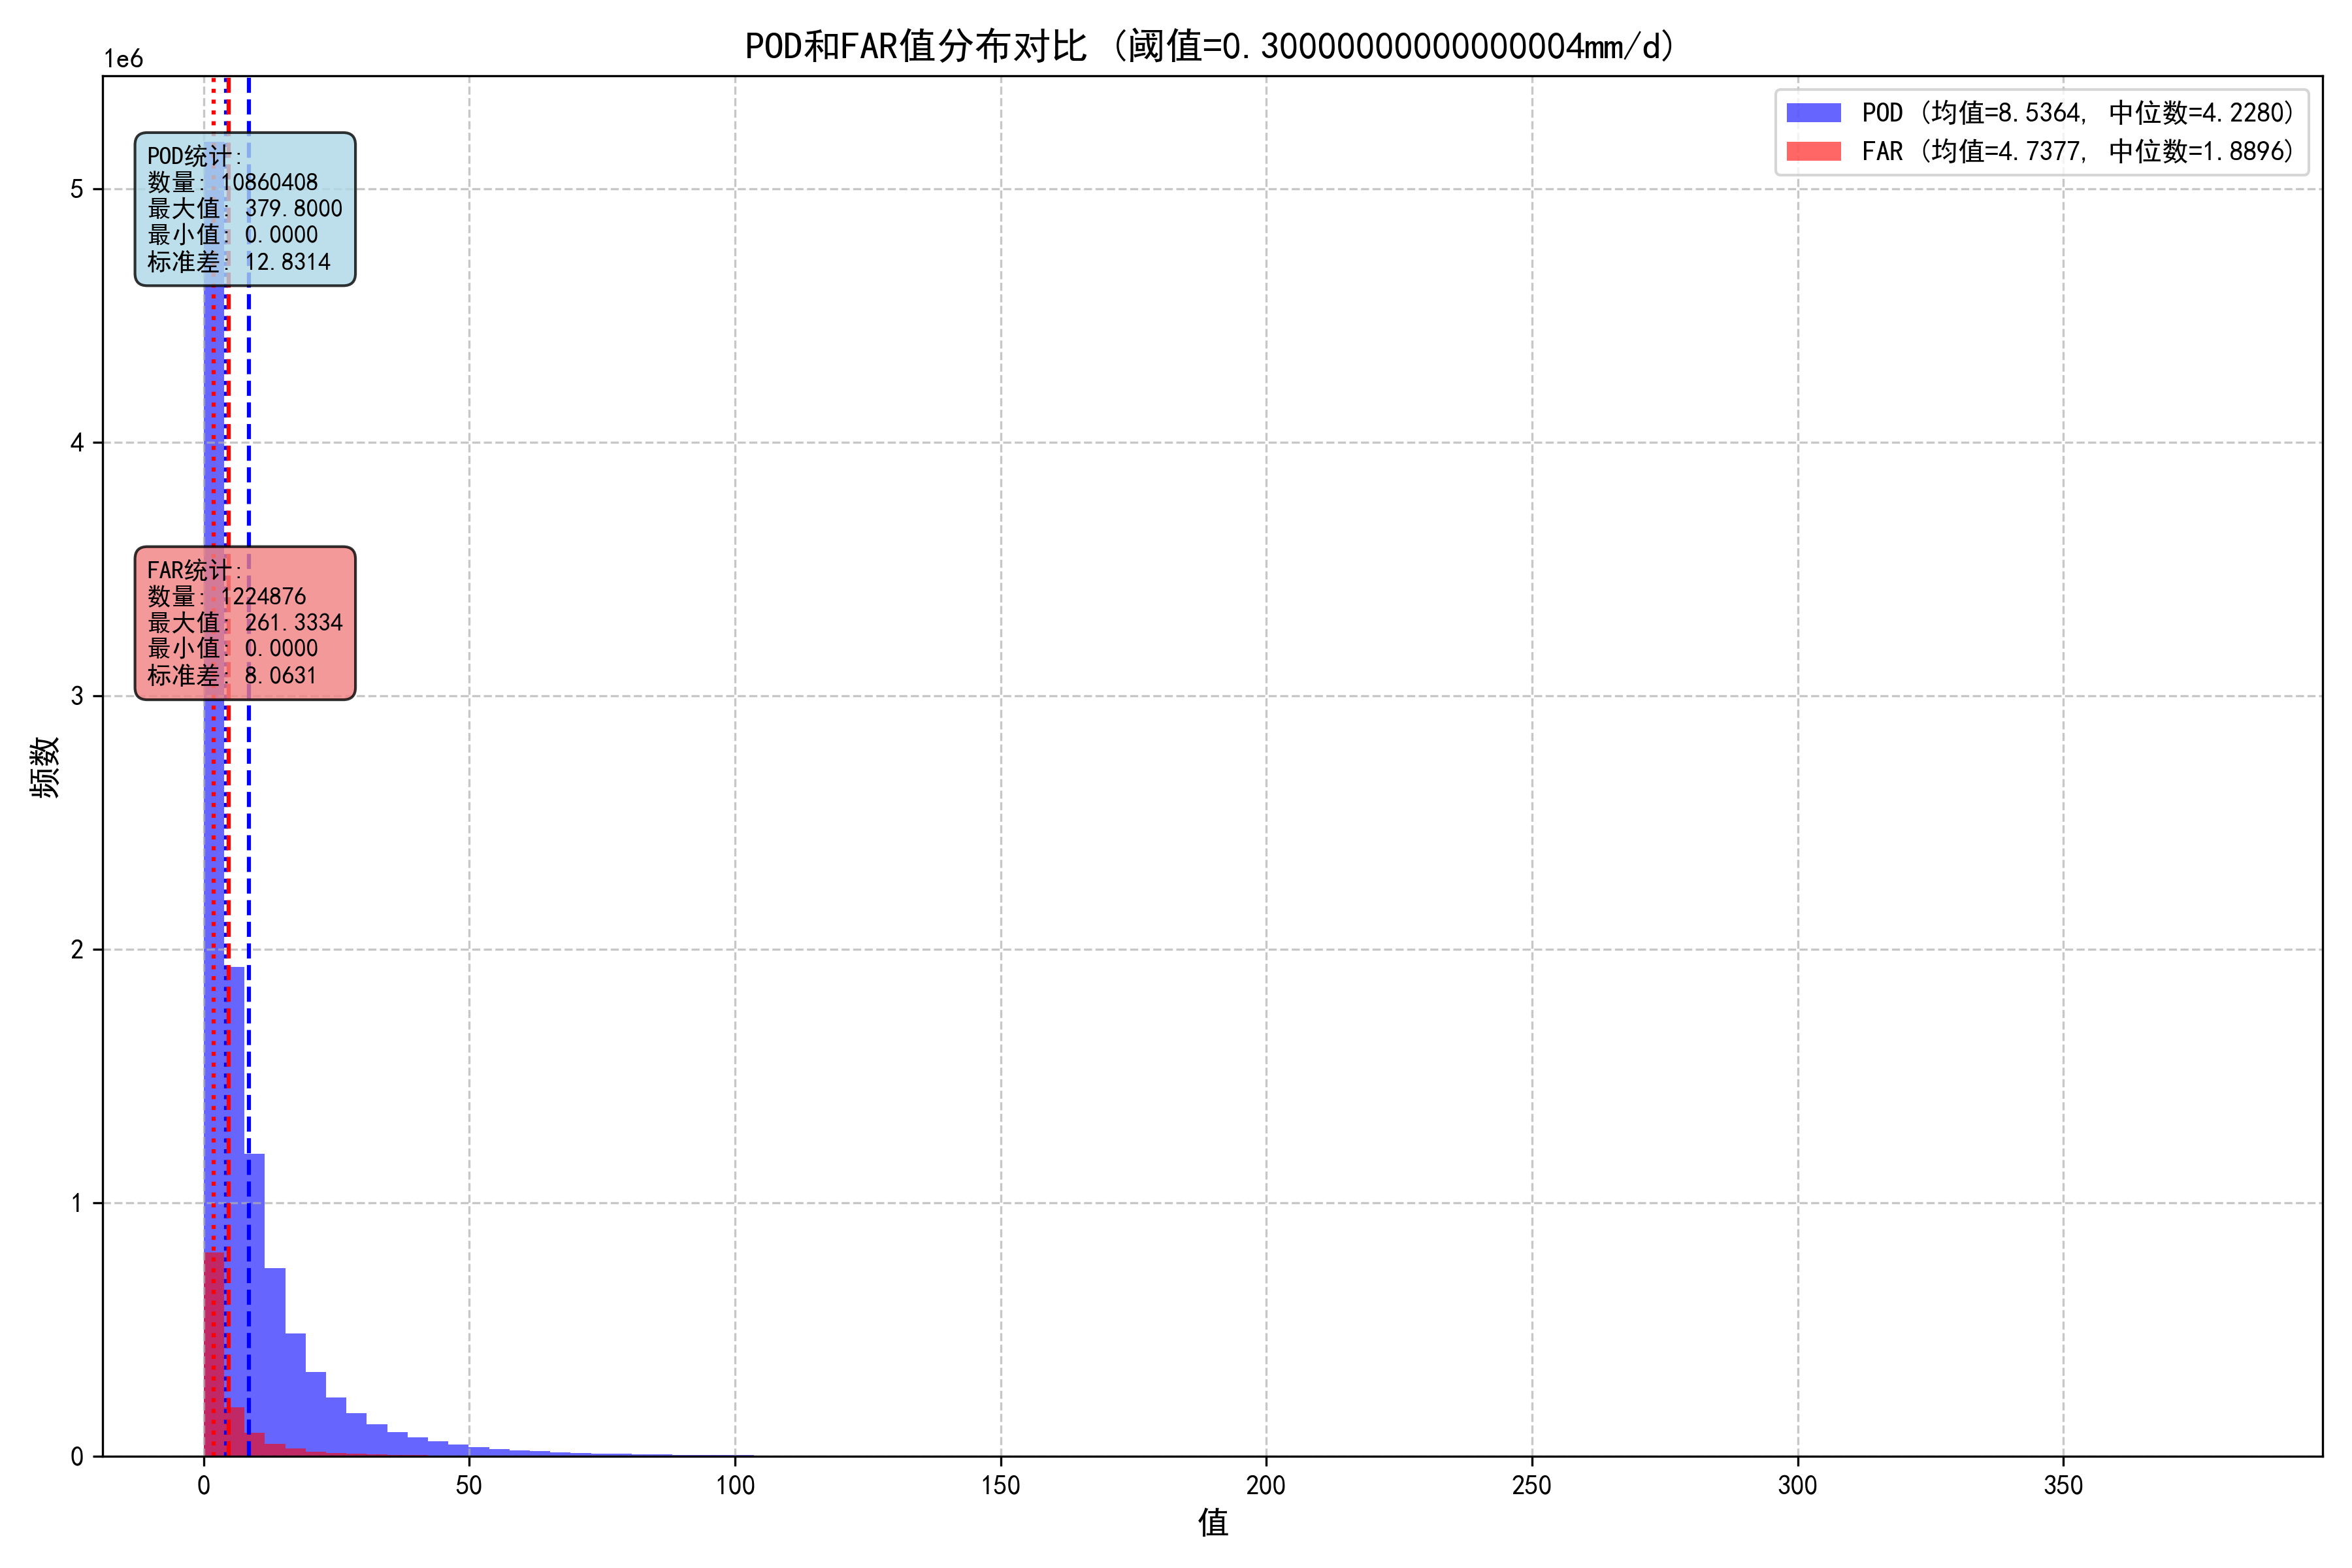 POD和FAR值分布对比 (阈值=0.30000000000000004mm/d)
1e6
POD (均值=8.5364, 中位数=4.2280)
FAR (均值=4.7377, 中位数=1.8896)
POD统计:
数量: 10860408
最大值: 379.8000
最小值: 0.0000
标准差: 12.8314
FAR统计:
数量: 1224876
最大值: 261.3334
最小值: 0.0000
标准差: 8.0631
5
4
3
2
1
0
频数
0 50 100 150 200 250 300 350
值